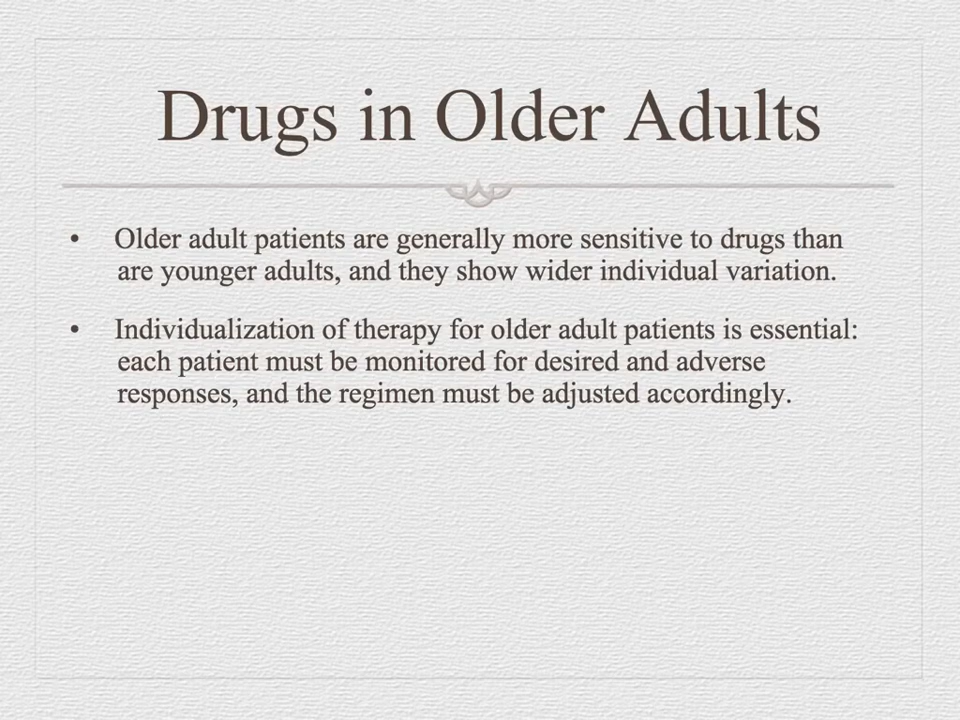 Drugs in Older Adults
• Older adult patients are generally more sensitive to drugs than
are younger adults, and they show wider individual variation.
• Individualization of therapy for older adult patients is essential:
each patient must be monitored for desired and adverse
responses, and the regimen must be adjusted accordingly.